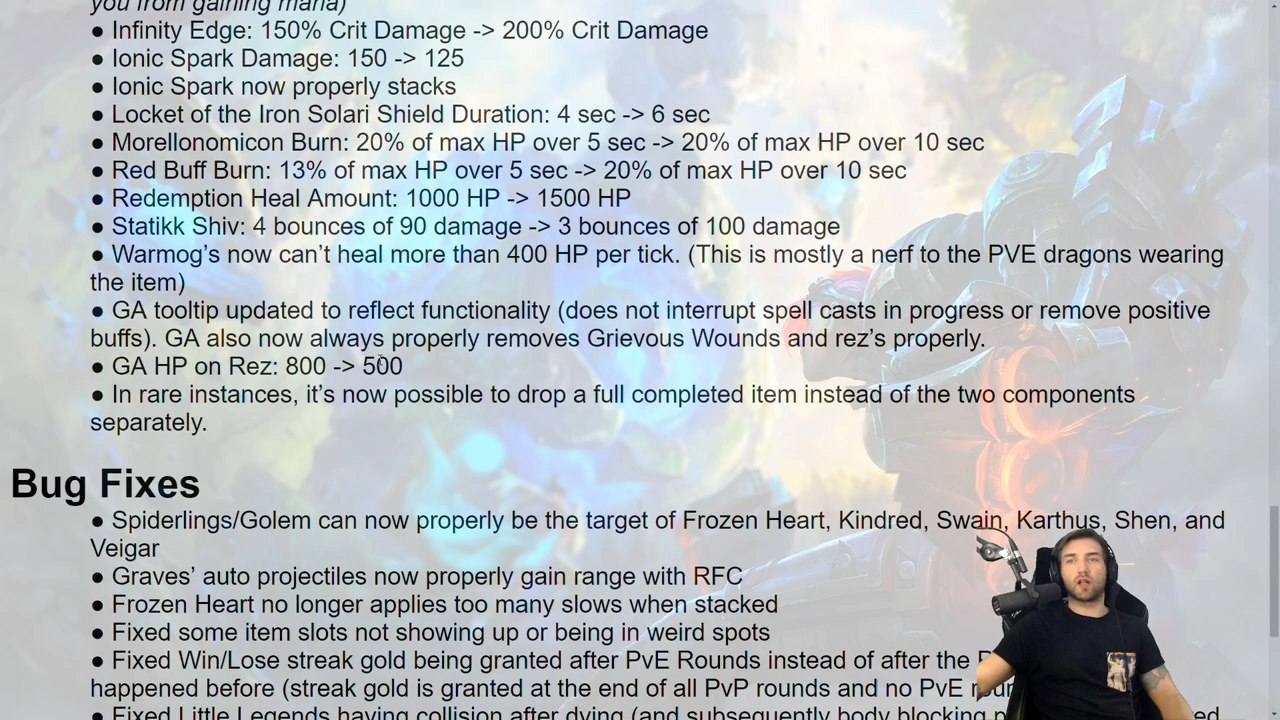 you from gaining mana)
● Infinity Edge: 150% Crit Damage -> 200% Crit Damage
● Ionic Spark Damage: 150 -> 125
● Ionic Spark now properly stacks
● Locket of the Iron Solari Shield Duration: 4 sec -> 6 sec
● Morellonomicon Burn: 20% of max HP over 5 sec -> 20% of max HP over 10 sec
● Red Buff Burn: 13% of max HP over 5 sec -> 20% of max HP over 10 sec
● Redemption Heal Amount: 1000 HP -> 1500 HP
● Statikk Shiv: 4 bounces of 90 damage -> 3 bounces of 100 damage
● Warmog’s now can’t heal more than 400 HP per tick. (This is mostly a nerf to the PVE dragons wearing
the item)
● GA tooltip updated to reflect functionality (does not interrupt spell casts in progress or remove positive
buffs). GA also now always properly removes Grievous Wounds and rez’s properly.
● GA HP on Rez: 800 -> 500
● In rare instances, it’s now possible to drop a full completed item instead of the two components
separately.
Bug Fixes
● Spiderlings/Golem can now properly be the target of Frozen Heart, Kindred, Swain, Karthus, Shen, and
Veigar
● Graves’ auto projectiles now properly gain range with RFC
● Frozen Heart no longer applies too many slows when stacked
● Fixed some item slots not showing up or being in weird spots
● Fixed Win/Lose streak gold being granted after PvE Rounds instead of after the
happened before (streak gold is granted at the end of all PvP rounds and no PvE
● Fixed Little Legends having collision after dying (and subsequently body blocking